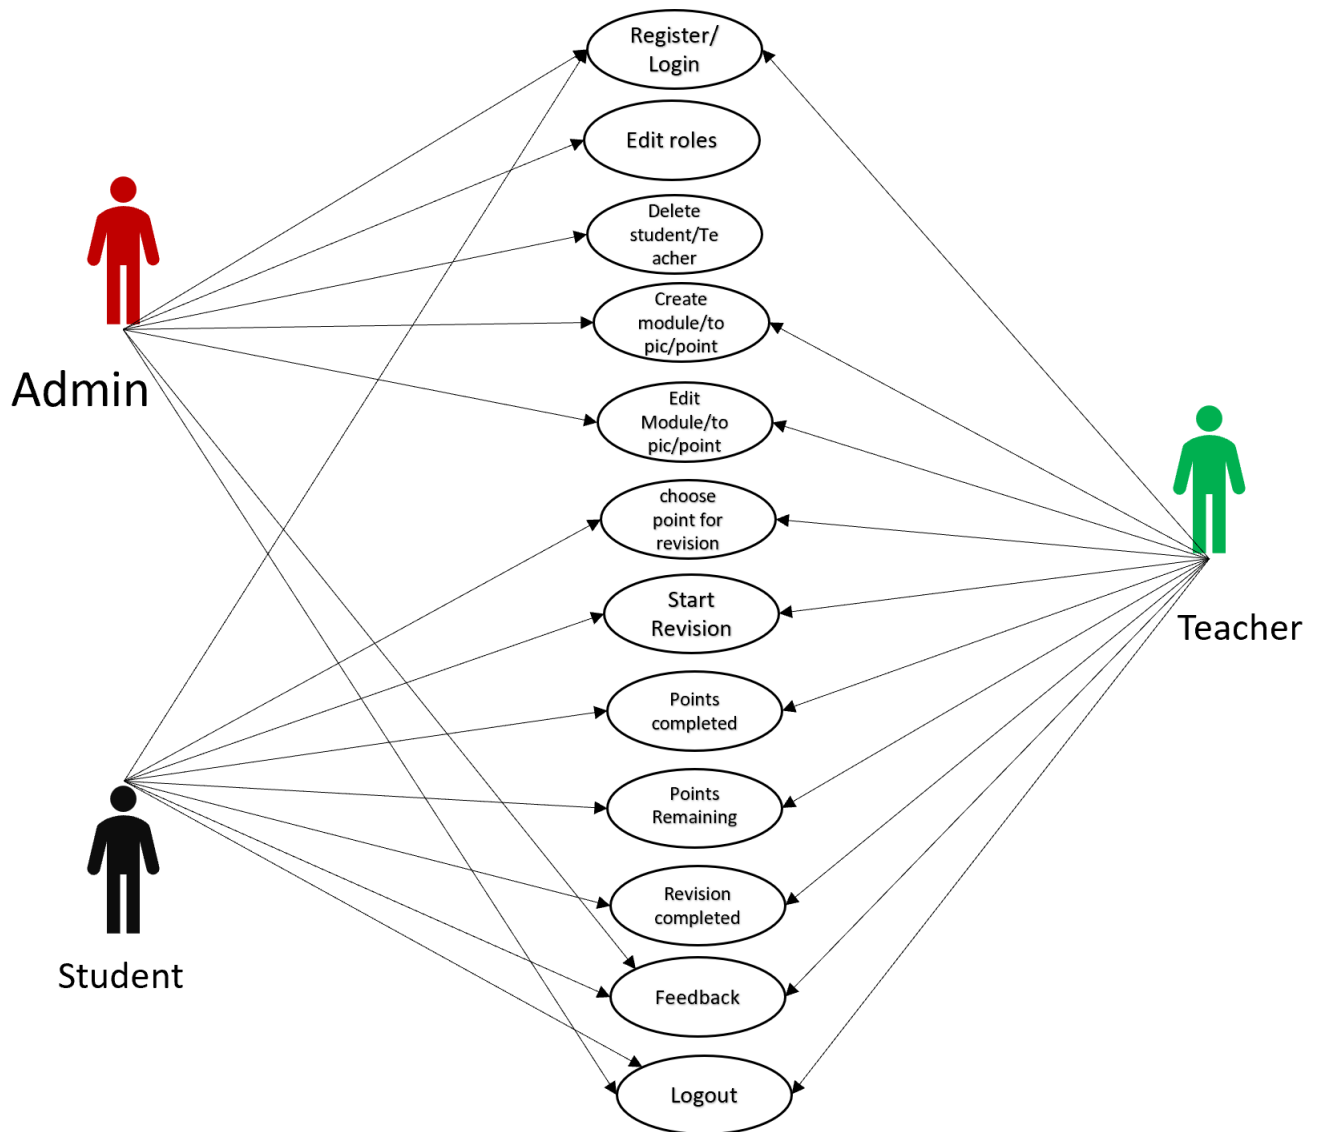 Register/
Login
Edit roles
Delete
student/Te
acher
Create
module/to
pic/point
Admin
Edit
Module/to
pic/point
choose
point for
revision
Start
Revision
Teacher
Points
completed
Points
Remaining
Revision
completed
Student
Feedback
Logout